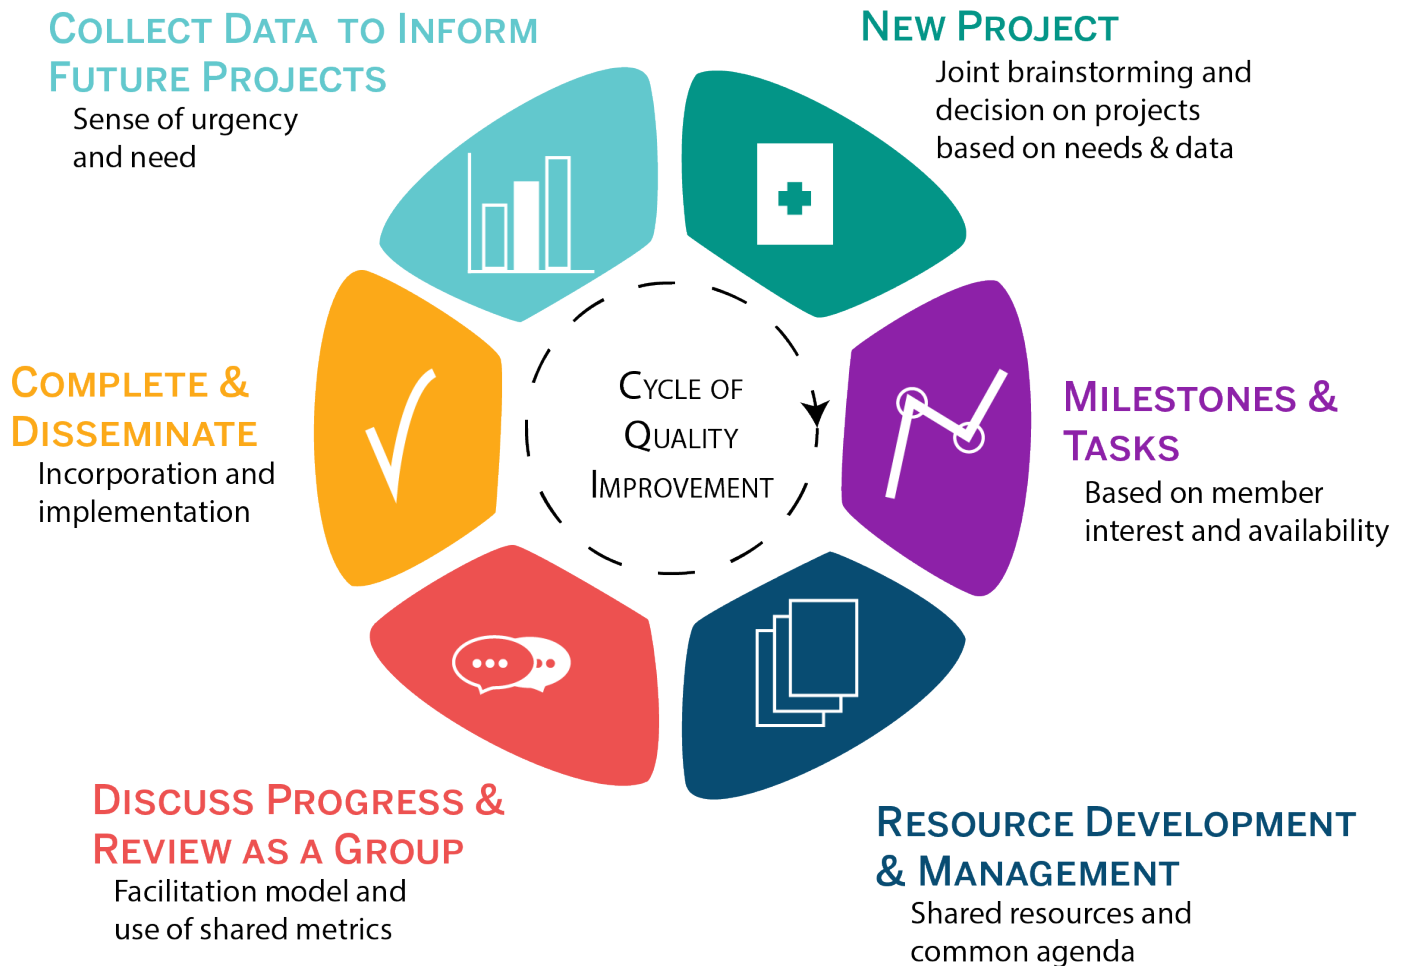 Collect Data to Inform
Future Projects
Sense of urgency
and need
New Project
Joint brainstorming and
decision on projects
based on needs & data
Milestones &
Tasks
Based on member
interest and availability
Resource Development
& Management
Shared resources and
common agenda
Discuss Progress &
Review as a Group
Facilitation model and
use of shared metrics
Complete &
Disseminate
Incorporation and
implementation
Cycle of
Quality
Improvement